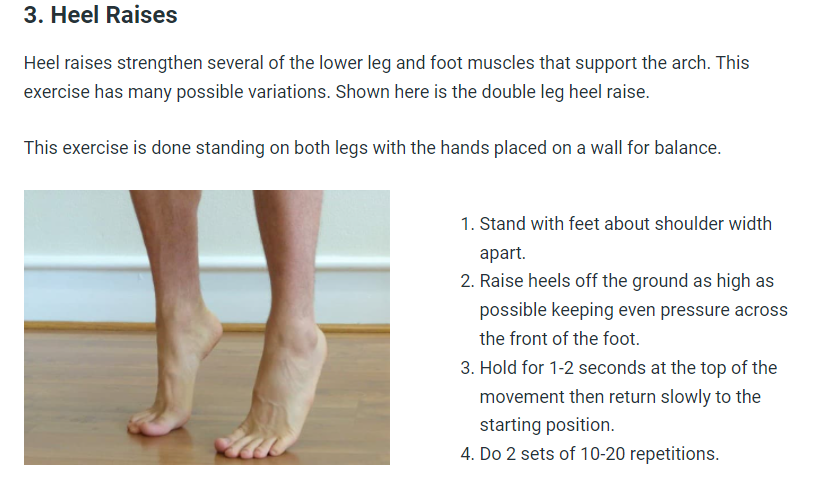 3. Heel Raises
Heel raises strengthen several of the lower leg and foot muscles that support the arch. This
exercise has many possible variations. Shown here is the double leg heel raise.
This exercise is done standing on both legs with the hands placed on a wall for balance.
1. Stand with feet about shoulder width
apart.
2. Raise heels off the ground as high as
possible keeping even pressure across
the front of the foot.
3. Hold for 1-2 seconds at the top of the
movement then return slowly to the
starting position.
4. Do 2 sets of 10-20 repetitions.